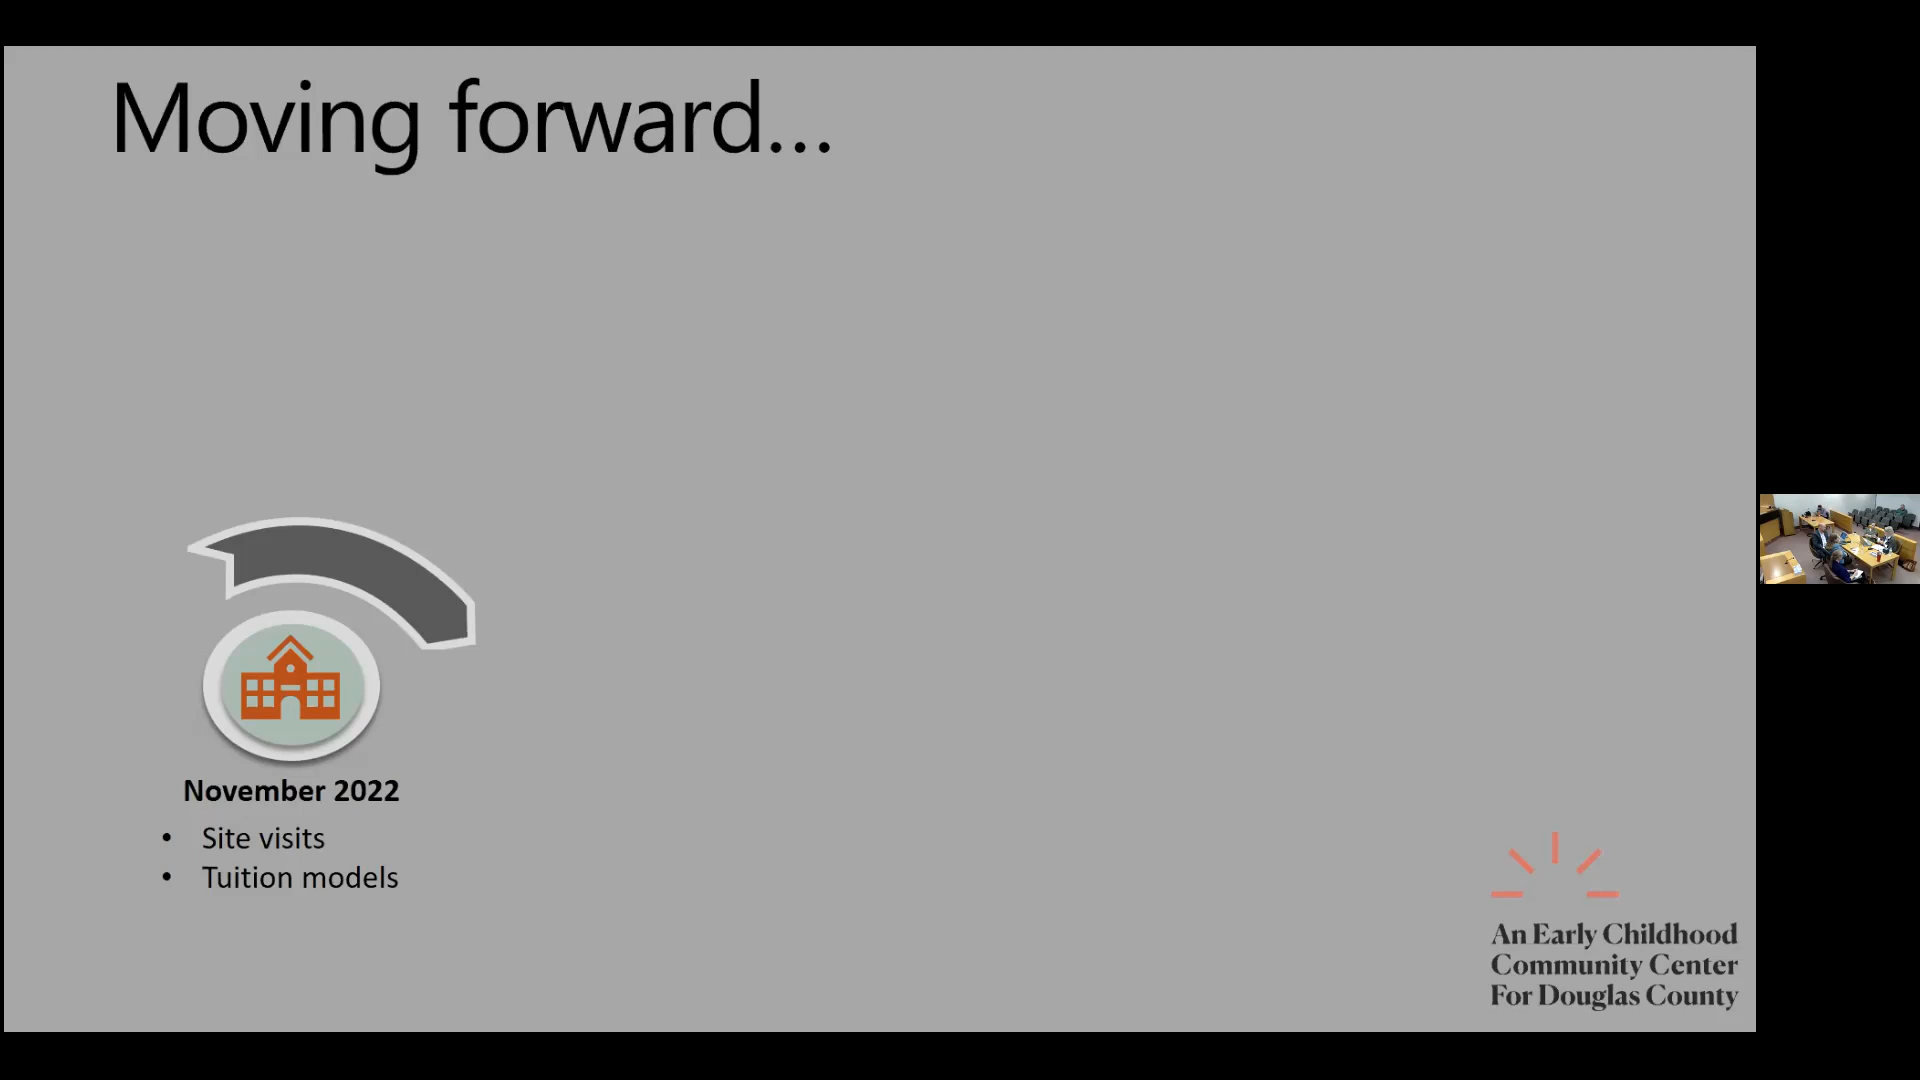 Moving forward...
November 2022
• Site visits
• Tuition models
An Early Childhood
Community Center
For Douglas County